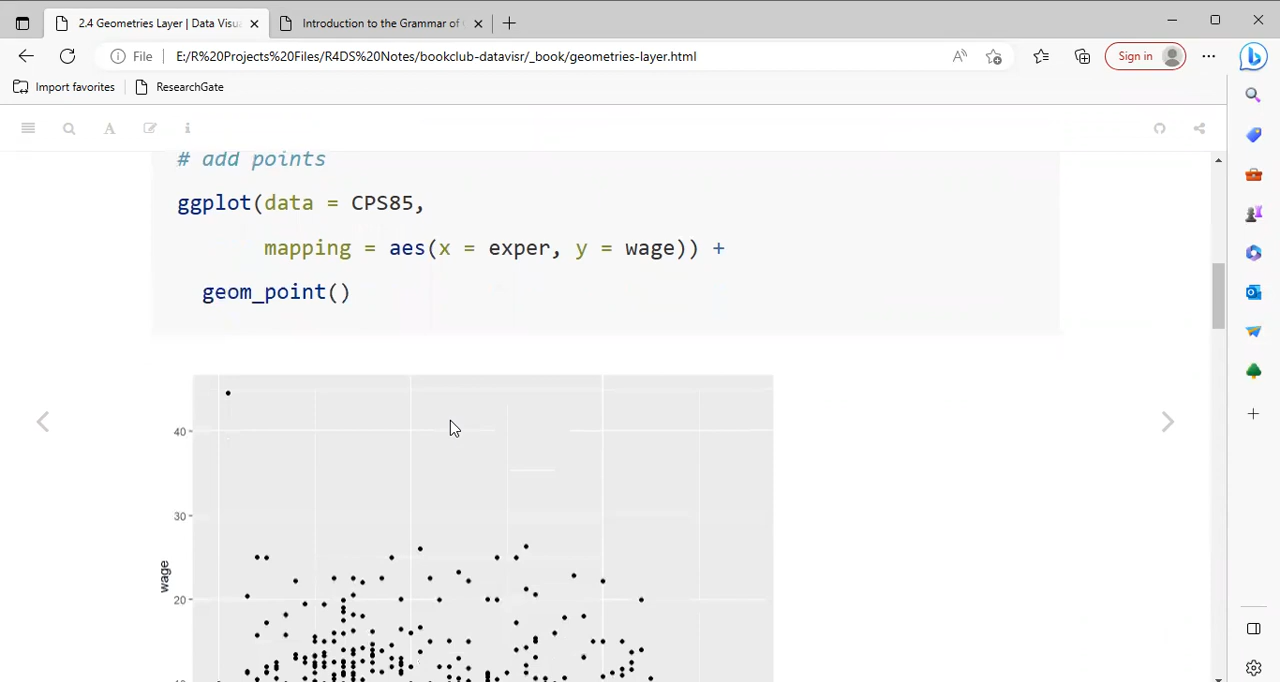 2.4 Geometries Layer | Data Visu
Introduction to the Grammar of
File
E:/R%20Projects%20Files/R4DS%20Notes/bookclub-datavisr/_book/geometries-layer.html
Sign in
Import favorites
ResearchGate
# add points
ggplot(data = CPS85,
mapping = aes(x = exper, y = wage)) +
geom_point()
40
30
wage
20